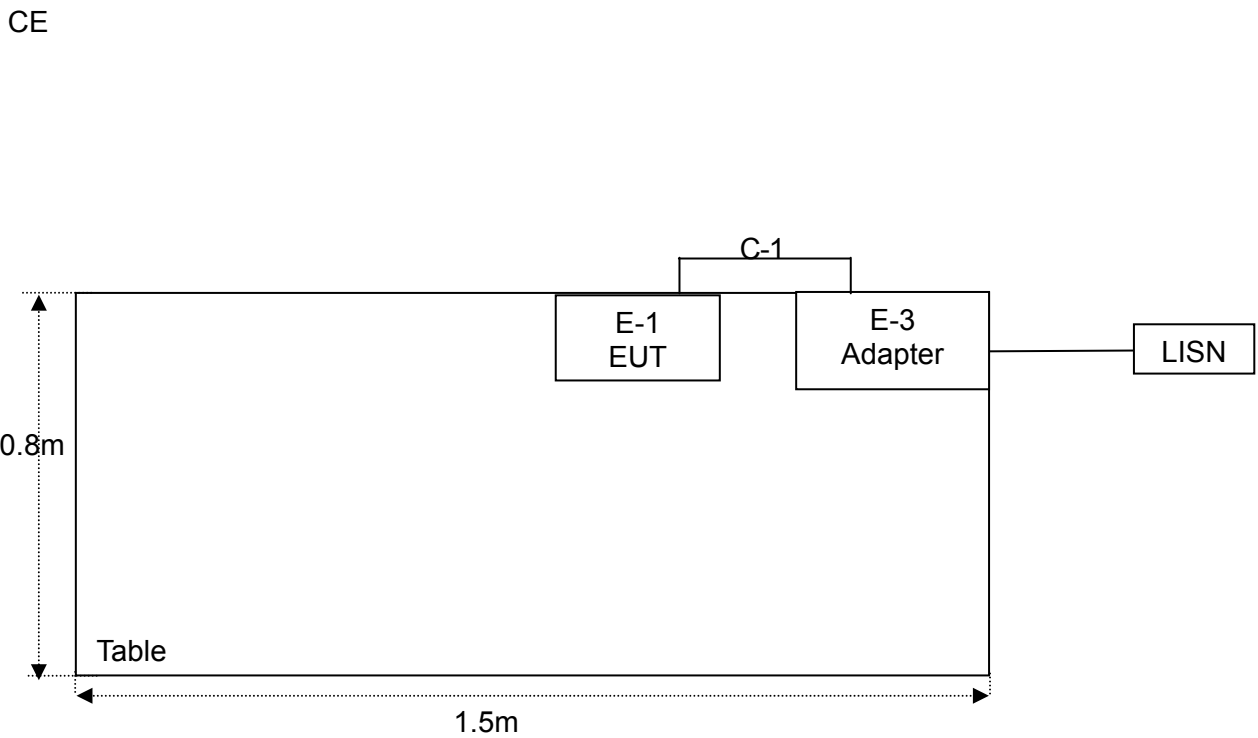 CE
C-1
E-1
EUT
E-3
Adapter
LISN
0.8m
Table
1.5m